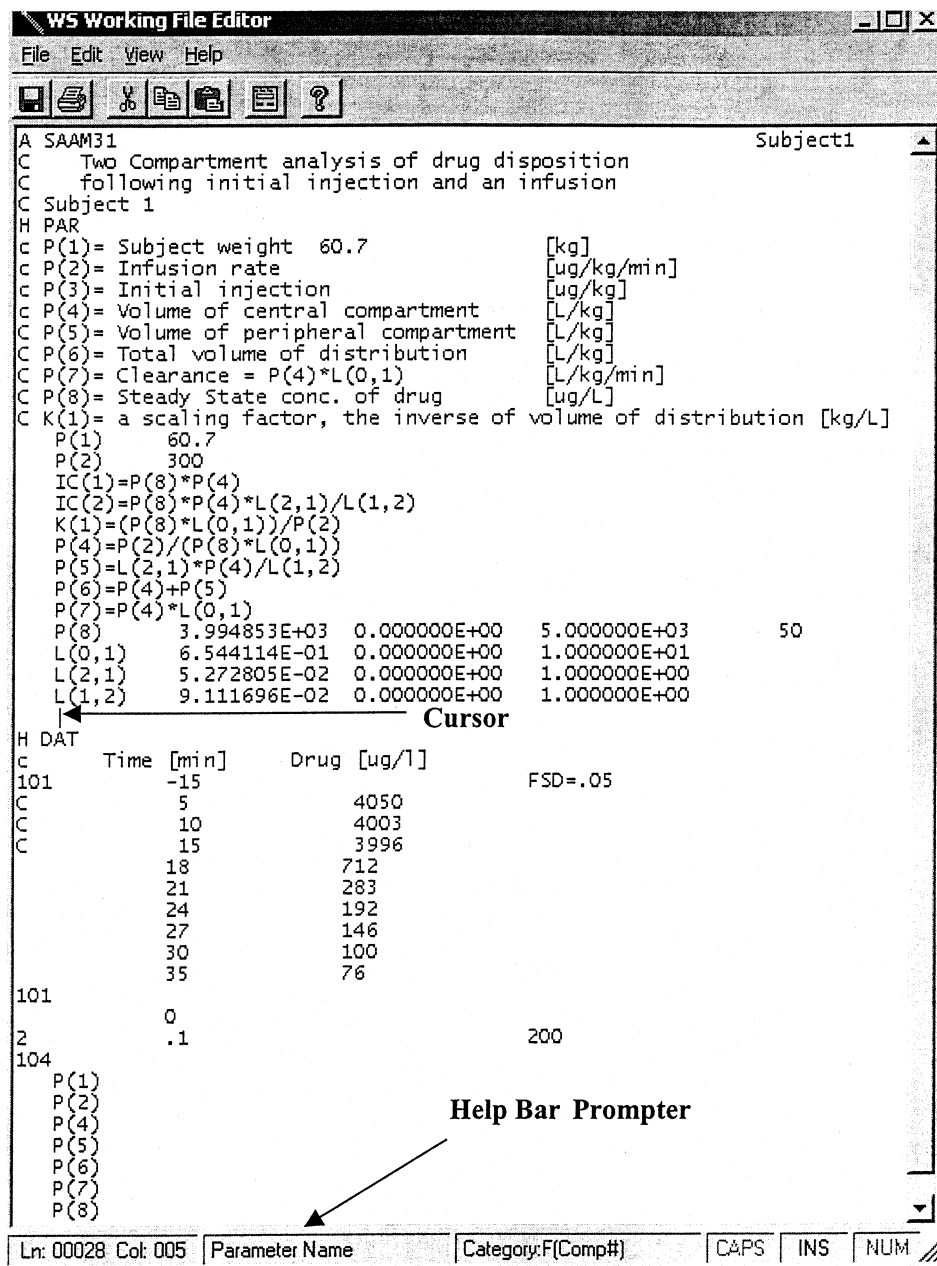 WS Working File Editor
File Edit View Help
A SAAM31 Subject1
C Two Compartment analysis of drug disposition
C following initial injection and an infusion
C Subject 1
H PAR
c P(1)= Subject weight 60.7 [kg]
c P(2)= Infusion rate [ug/kg/min]
c P(3)= Initial injection [ug/kg]
c P(4)= Volume of central compartment [L/kg]
C P(5)= Volume of peripheral compartment [L/kg]
C P(6)= Total volume of distribution [L/kg]
C P(7)= Clearance = P(4)*L(0,1) [L/kg/min]
C P(8)= Steady State conc. of drug [ug/L]
C K(1)= a scaling factor, the inverse of volume of distribution [kg/L]
P(1) 60.7
P(2) 300
IC(1)=P(8)*P(4)
IC(2)=P(8)*P(4)*L(2,1)/L(1,2)
K(1)=(P(8)*L(0,1))/P(2)
P(4)=P(2)/(P(8)*L(0,1))
P(5)=L(2,1)*P(4)/L(1,2)
P(6)=P(4)+P(5)
P(7)=P(4)*L(0,1)
P(8) 3.994853E+03 0.000000E+00 5.000000E+03 50
L(0,1) 6.544114E-01 0.000000E+00 1.000000E+01
L(2,1) 5.272805E-02 0.000000E+00 1.000000E+00
L(1,2) 9.111696E-02 0.000000E+00 1.000000E+00
Cursor
H DAT
c Time [min] Drug [ug/l]
101 -15 FSD=.05
C 5 4050
C 10 4003
C 15 3996
18 712
21 283
24 192
27 146
30 100
35 76
101
0
2 .1 200
104
P(1)
P(2)
P(4)
P(5)
P(6)
P(7)
P(8)
Help Bar Prompter
Ln: 00028 Col: 005 Parameter Name Category:F(Comp#) CAPS INS NUM